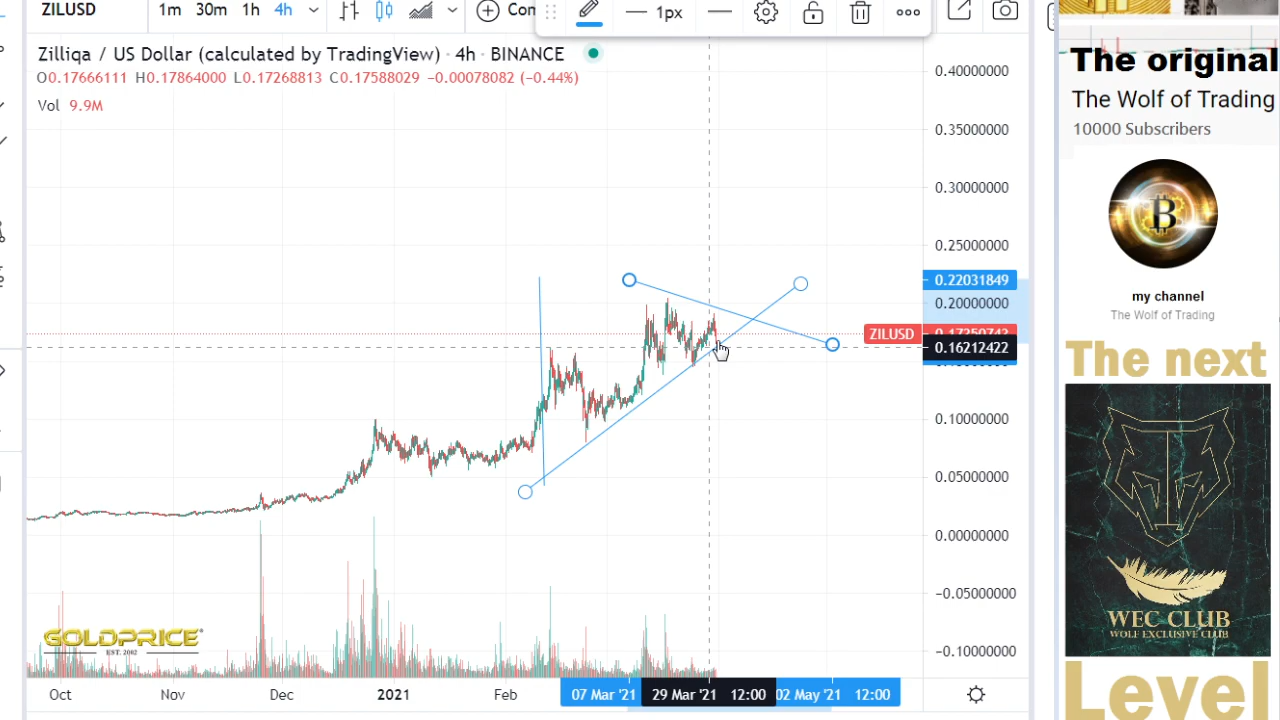 ZILUSD 1m 30m 1h 4h Com 1px
Zilliqa / US Dollar (calculated by TradingView) · 4h · BINANCE
O0.17666111 H0.17864000 L0.17268813 C0.17588029 −0.00078082 (−0.44%)
Vol 9.9M
0.40000000
0.35000000
0.30000000
0.25000000
0.22031849
0.20000000
ZILUSD
0.16212422
0.10000000
0.05000000
0.00000000
−0.05000000
−0.10000000
GOLDPRICE
EST. 2002
Oct Nov Dec 2021 Feb 07 Mar '21 29 Mar '21 12:00 02 May '21 12:00
The original
The Wolf of Trading
10000 Subscribers
B
my channel
The Wolf of Trading
The next
WEC CLUB
WOLF EXCLUSIVE CLUB
Level